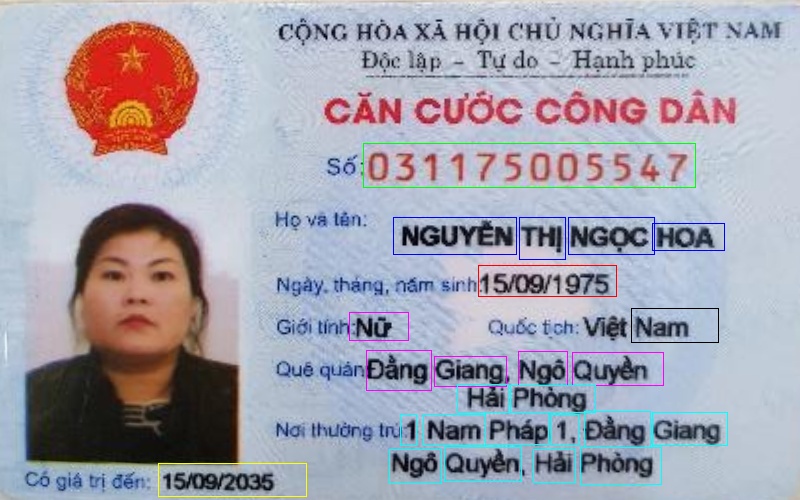 CỘNG HÒA XÃ HỘI CHỦ NGHĨA VIỆT NAM
Độc lập - Tự do - Hạnh phúc
CĂN CƯỚC CÔNG DÂN
Số: 031175005547
Họ và tên: NGUYỄN THỊ NGỌC HOA
Ngày, tháng, năm sinh: 15/09/1975
Giới tính: Nữ Quốc tịch: Việt Nam
Quê quán: Đằng Giang, Ngô Quyền
Hải Phòng
Nơi thường trú: 1 Nam Pháp 1, Đằng Giang
Ngô Quyền, Hải Phòng
Có giá trị đến: 15/09/2035